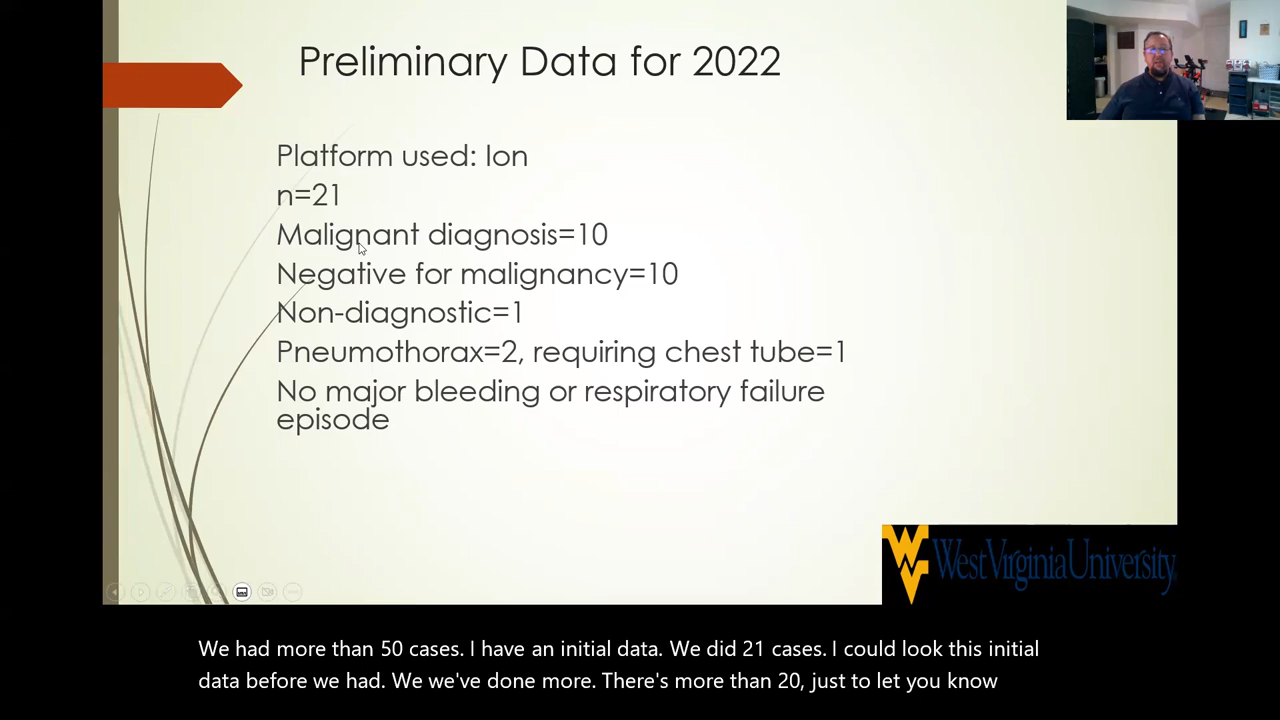 Preliminary Data for 2022
Platform used: Ion
n=21
Malignant diagnosis=10
Negative for malignancy=10
Non-diagnostic=1
Pneumothorax=2, requiring chest tube=1
No major bleeding or respiratory failure
episode
WV WestVirginiaUniversity
We had more than 50 cases. I have an initial data. We did 21 cases. I could look this initial
data before we had. We we've done more. There's more than 20, just to let you know